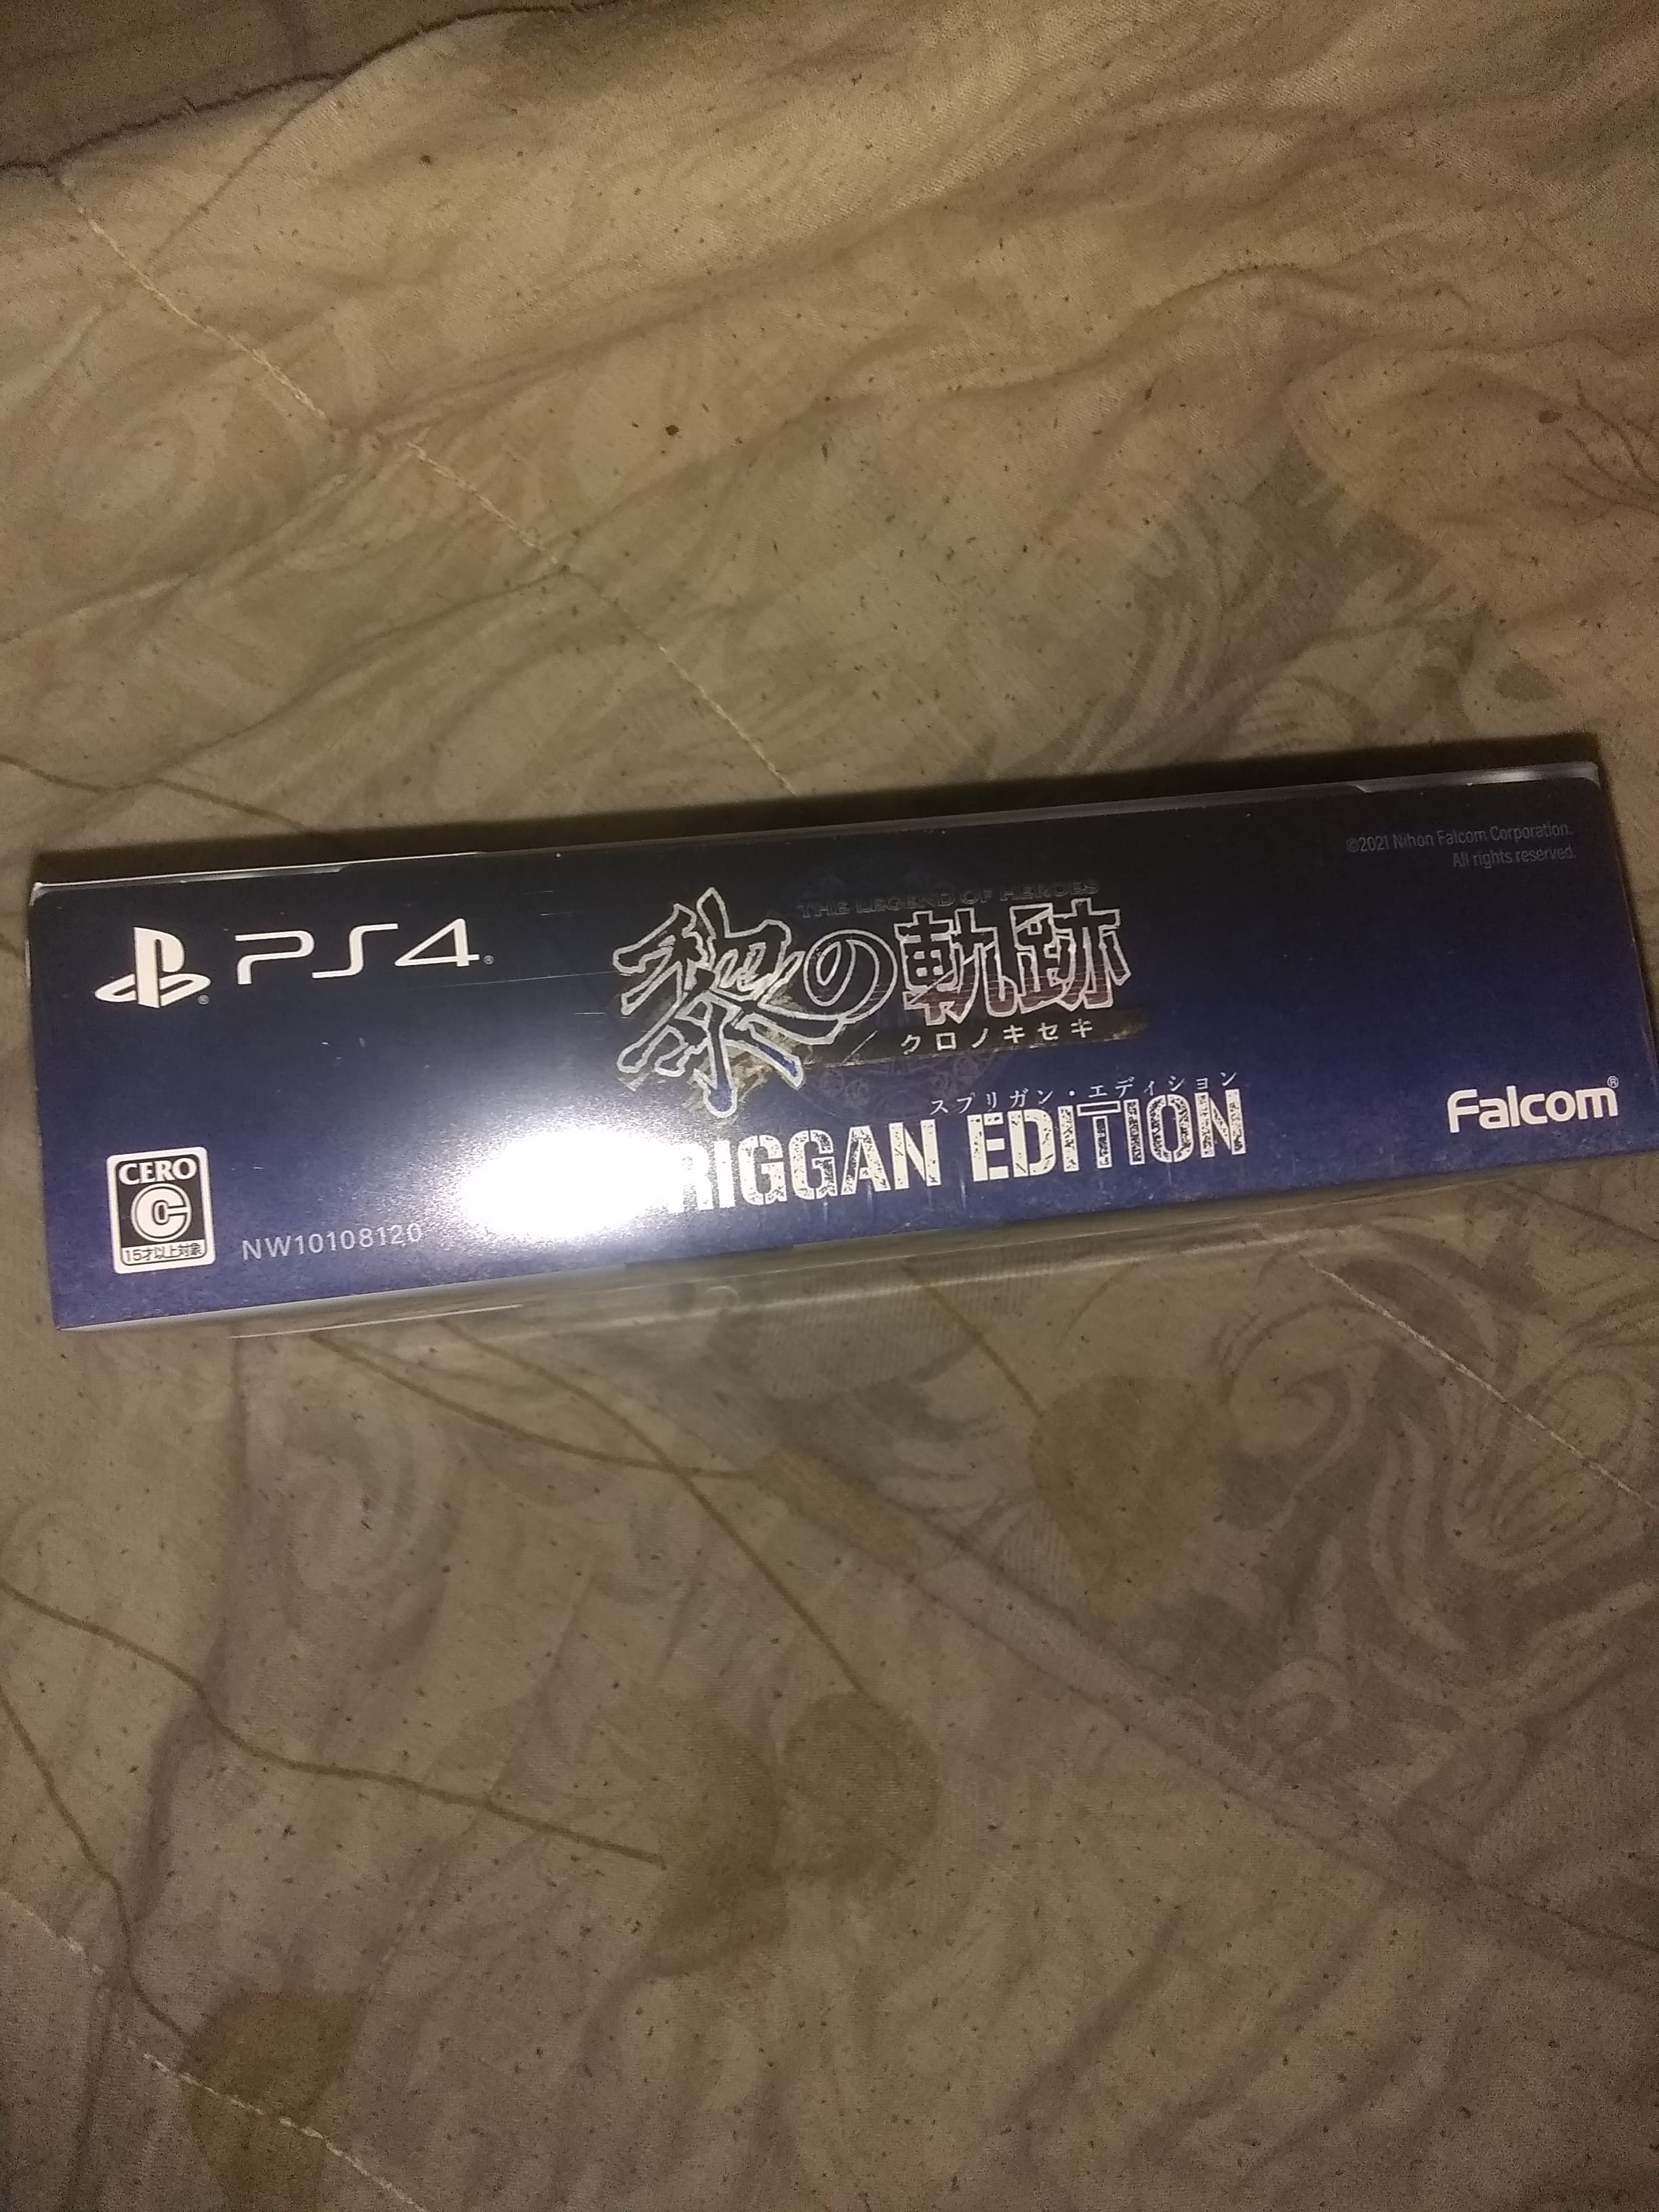 ©2021 Nihon Falcom Corporation.
All rights reserved.
PS4®
THE LEGEND OF HEROES
黎の軌跡
クロノキセキ
スプリガン・エディション
RIGGAN EDITION
Falcom®
CERO
C
15才以上対象
NW10108120